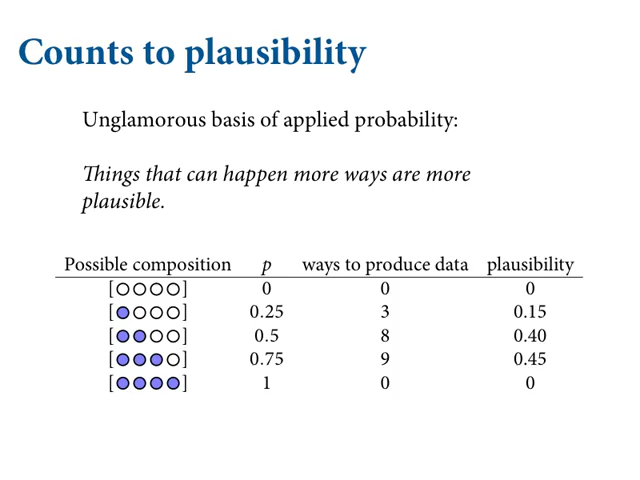 Counts to plausibility
Unglamorous basis of applied probability:
Things that can happen more ways are more
plausible.
Possible composition p ways to produce data plausibility
[○○○○] 0 0 0
[●○○○] 0.25 3 0.15
[●●○○] 0.5 8 0.40
[●●●○] 0.75 9 0.45
[●●●●] 1 0 0